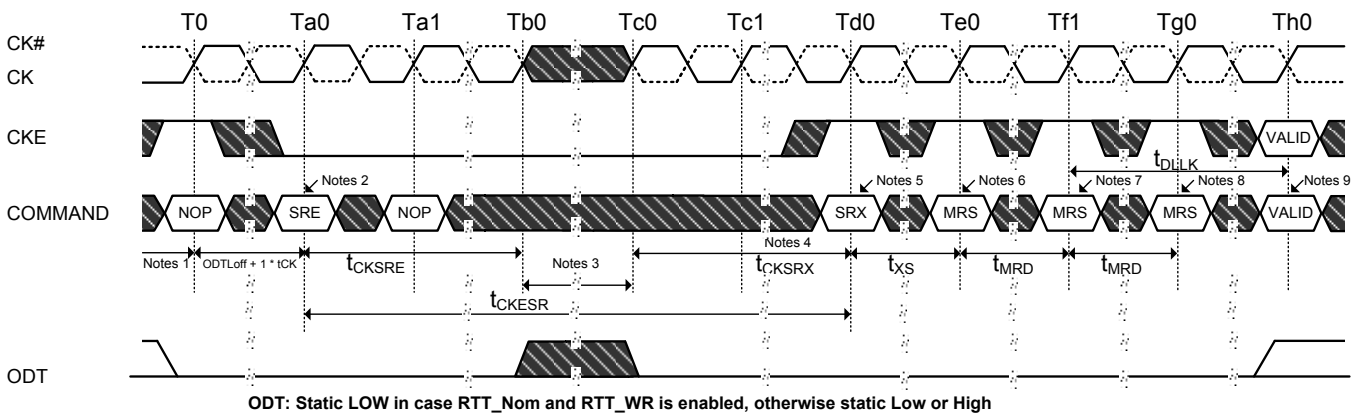 T0 Ta0 Ta1 Tb0 Tc0 Tc1 Td0 Te0 Tf1 Tg0 Th0
CK#
CK
CKE VALID
tDLLK
Notes 2 Notes 5 Notes 6 Notes 7 Notes 8 Notes 9
COMMAND NOP SRE NOP SRX MRS MRS MRS VALID
Notes 1 ODTLoff + 1 * tCK tCKSRE Notes 3 Notes 4 tCKSRX tXS tMRD tMRD
tCKESR
ODT
ODT: Static LOW in case RTT_Nom and RTT_WR is enabled, otherwise static Low or High